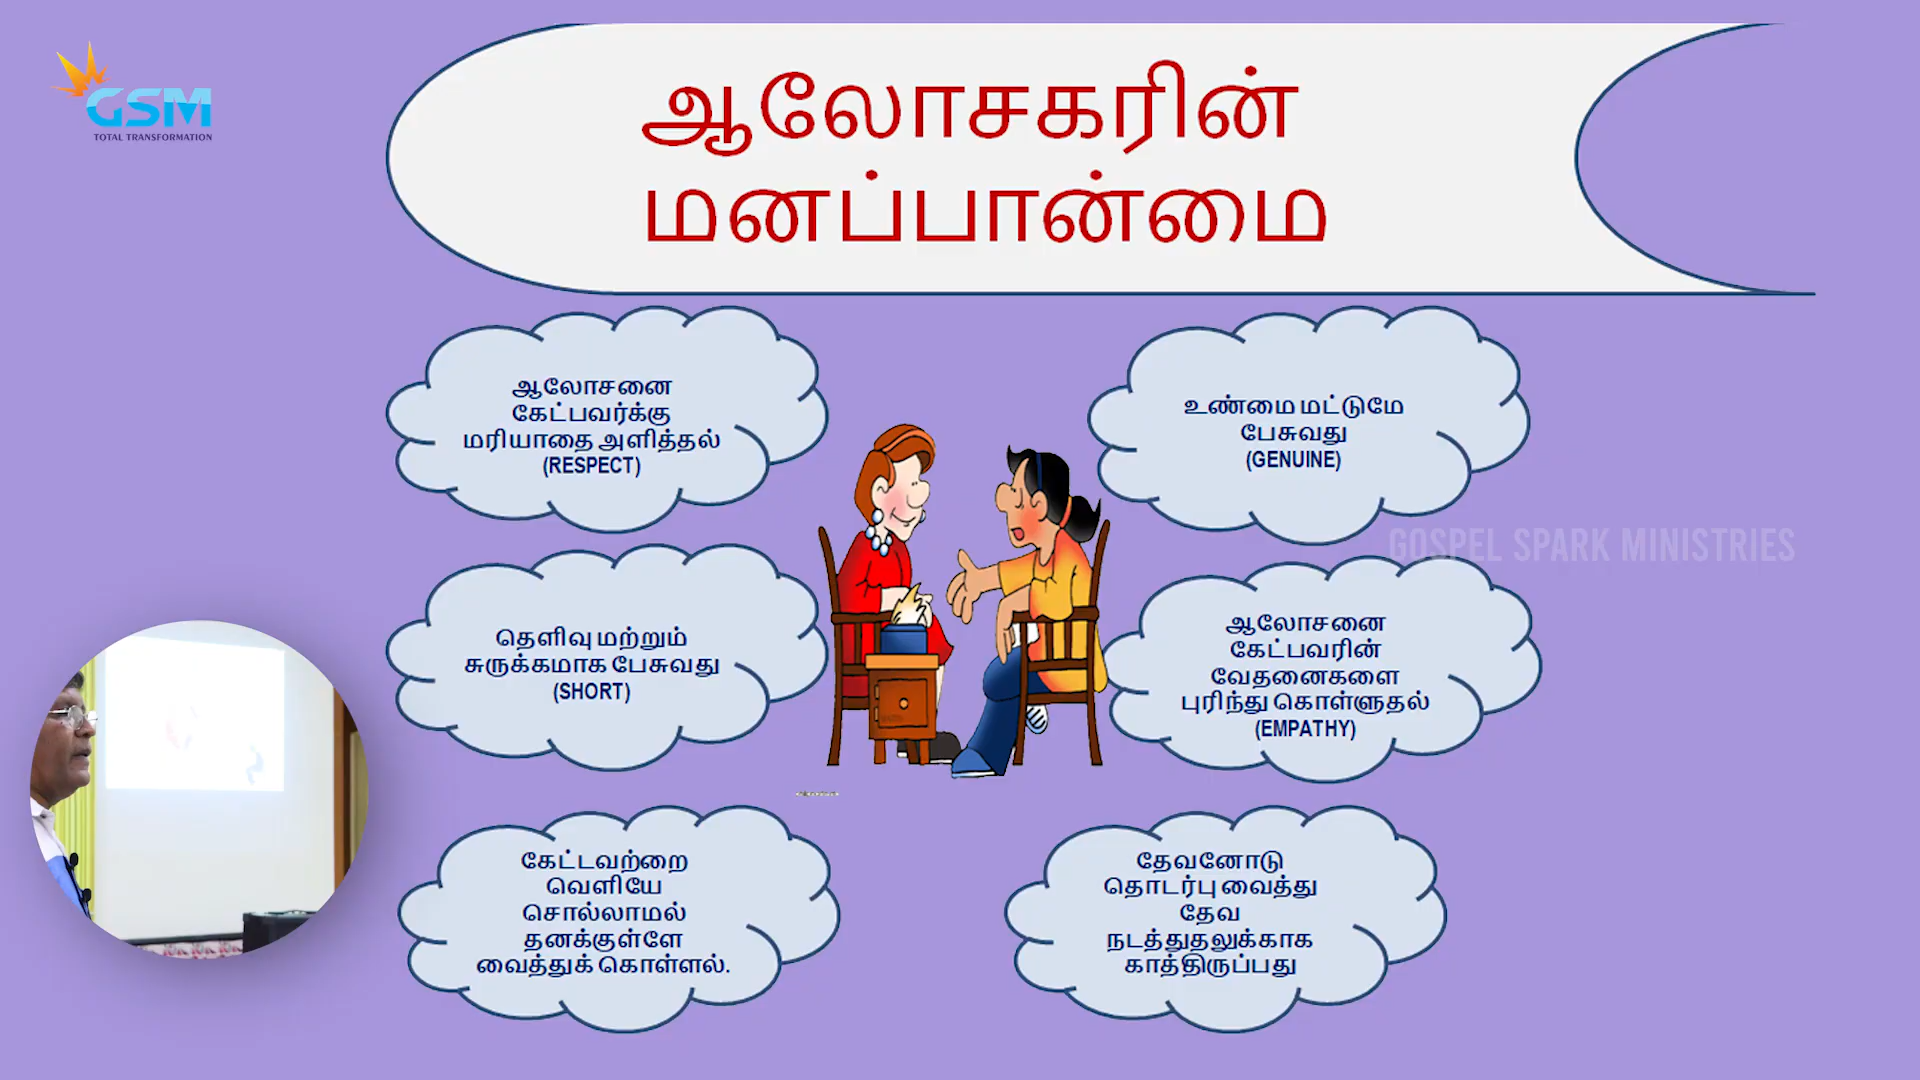 GSM
TOTAL TRANSFORMATION
ஆலோசகரின்
மனப்பான்மை
ஆலோசனை
கேட்பவர்க்கு
மரியாதை அளித்தல்
(RESPECT)
உண்மை மட்டுமே
பேசுவது
(GENUINE)
GOSPEL SPARK MINISTRIES
தெளிவு மற்றும்
சுருக்கமாக பேசுவது
(SHORT)
ஆலோசனை
கேட்பவரின்
வேதனைகளை
புரிந்து கொள்ளுதல்
(EMPATHY)
கேட்டவற்றை
வெளியே
சொல்லாமல்
தனக்குள்ளே
வைத்துக் கொள்ளல்.
தேவனோடு
தொடர்பு வைத்து
தேவ
நடத்துதலுக்காக
காத்திருப்பது